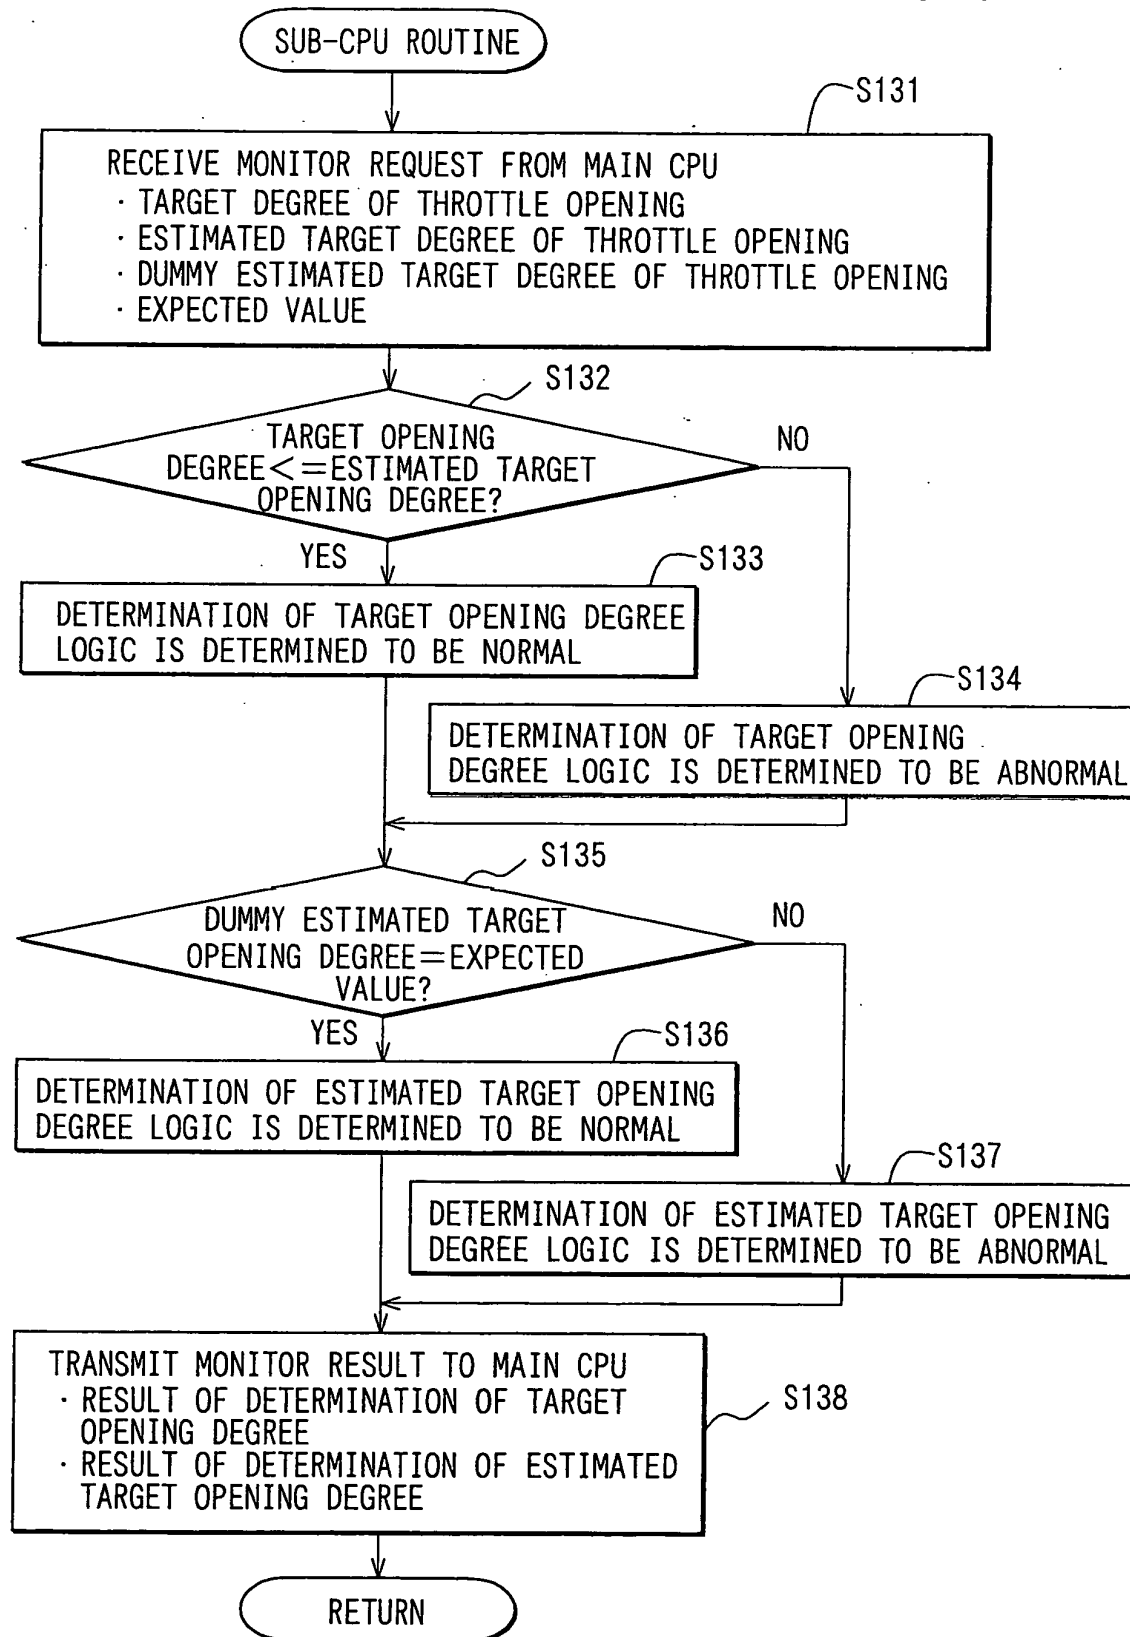 SUB-CPU ROUTINE
S131
RECEIVE MONITOR REQUEST FROM MAIN CPU
· TARGET DEGREE OF THROTTLE OPENING
· ESTIMATED TARGET DEGREE OF THROTTLE OPENING
· DUMMY ESTIMATED TARGET DEGREE OF THROTTLE OPENING
· EXPECTED VALUE
S132
TARGET OPENING
DEGREE<=ESTIMATED TARGET
OPENING DEGREE?
NO
YES
S133
DETERMINATION OF TARGET OPENING DEGREE
LOGIC IS DETERMINED TO BE NORMAL
S134
DETERMINATION OF TARGET OPENING
DEGREE LOGIC IS DETERMINED TO BE ABNORMAL
S135
DUMMY ESTIMATED TARGET
OPENING DEGREE=EXPECTED
VALUE?
NO
YES
S136
DETERMINATION OF ESTIMATED TARGET OPENING
DEGREE LOGIC IS DETERMINED TO BE NORMAL
S137
DETERMINATION OF ESTIMATED TARGET OPENING
DEGREE LOGIC IS DETERMINED TO BE ABNORMAL
TRANSMIT MONITOR RESULT TO MAIN CPU
· RESULT OF DETERMINATION OF TARGET
OPENING DEGREE
· RESULT OF DETERMINATION OF ESTIMATED
TARGET OPENING DEGREE
S138
RETURN